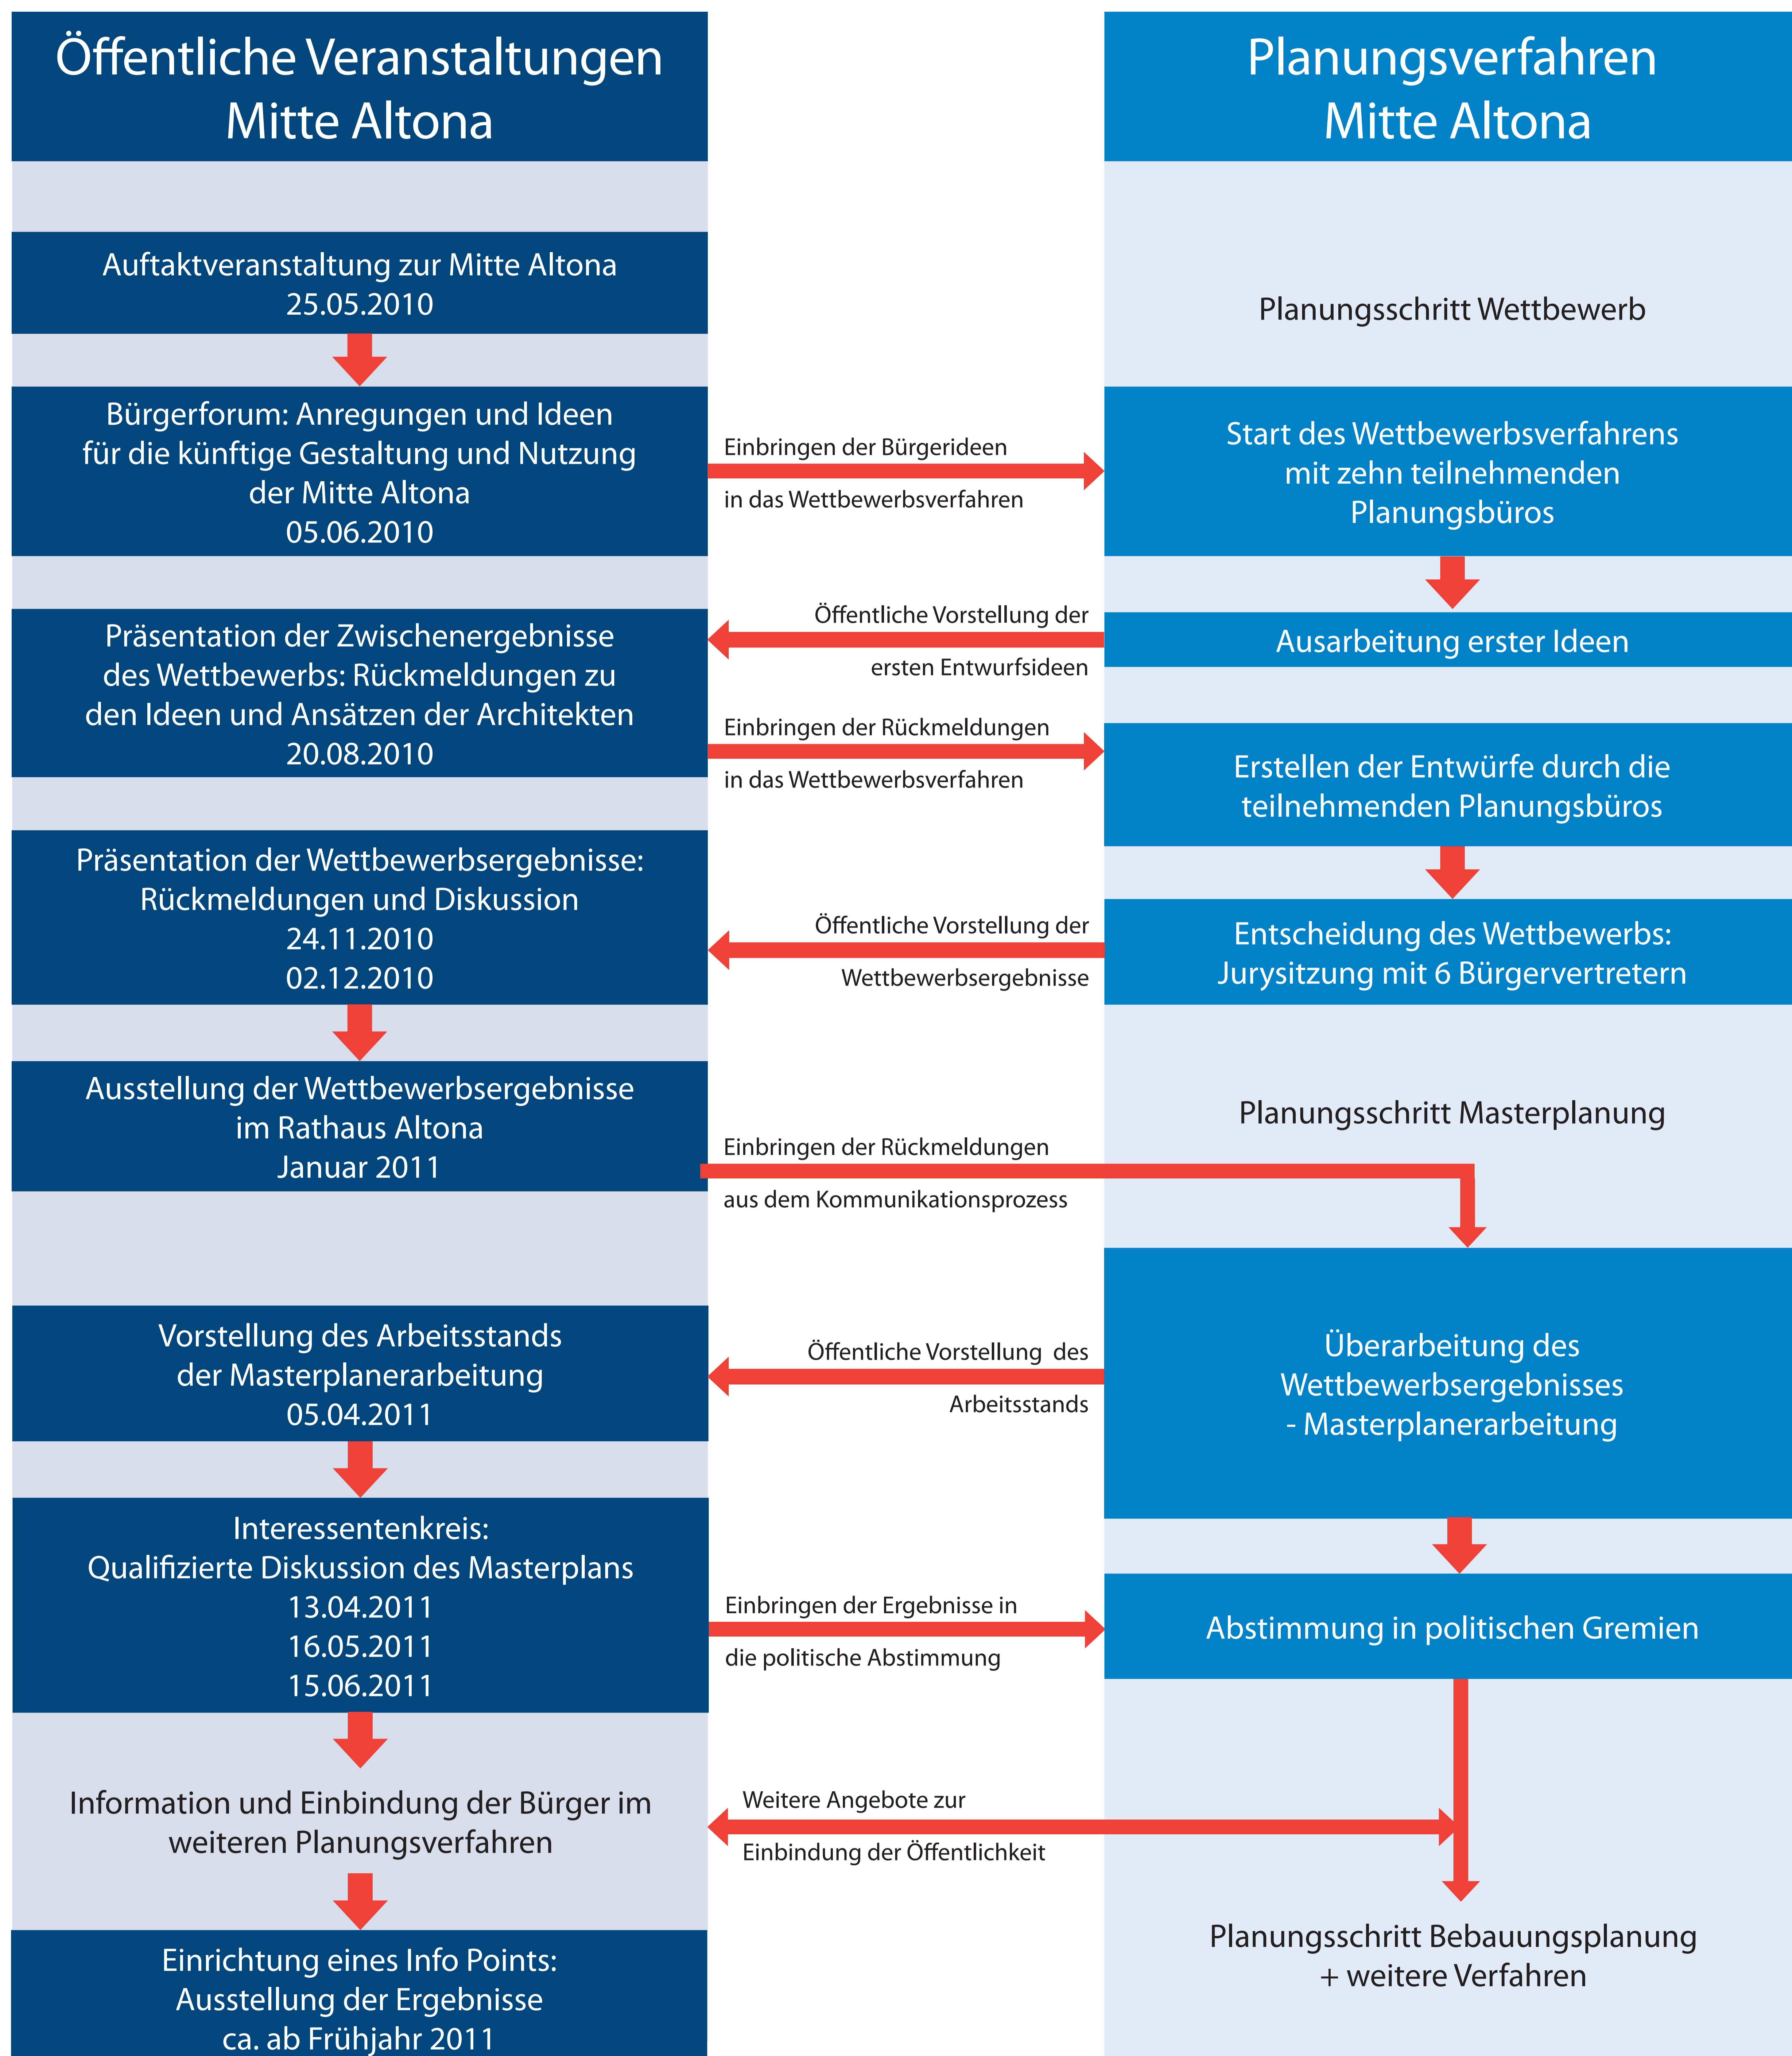 Öffentliche Veranstaltungen
Mitte Altona
Planungsverfahren
Mitte Altona
Auftaktveranstaltung zur Mitte Altona
25.05.2010
Planungsschritt Wettbewerb
Bürgerforum: Anregungen und Ideen
für die künftige Gestaltung und Nutzung
der Mitte Altona
05.06.2010
Einbringen der Bürgerideen
in das Wettbewerbsverfahren
Start des Wettbewerbsverfahrens
mit zehn teilnehmenden
Planungsbüros
Präsentation der Zwischenergebnisse
des Wettbewerbs: Rückmeldungen zu
den Ideen und Ansätzen der Architekten
20.08.2010
Öffentliche Vorstellung der
ersten Entwurfsideen
Ausarbeitung erster Ideen
Einbringen der Rückmeldungen
in das Wettbewerbsverfahren
Erstellen der Entwürfe durch die
teilnehmenden Planungsbüros
Präsentation der Wettbewerbsergebnisse:
Rückmeldungen und Diskussion
24.11.2010
02.12.2010
Öffentliche Vorstellung der
Wettbewerbsergebnisse
Entscheidung des Wettbewerbs:
Jurysitzung mit 6 Bürgervertretern
Ausstellung der Wettbewerbsergebnisse
im Rathaus Altona
Januar 2011
Einbringen der Rückmeldungen
aus dem Kommunikationsprozess
Planungsschritt Masterplanung
Vorstellung des Arbeitsstands
der Masterplanerarbeitung
05.04.2011
Öffentliche Vorstellung des
Arbeitsstands
Überarbeitung des
Wettbewerbsergebnisses
- Masterplanerarbeitung
Interessentenkreis:
Qualifizierte Diskussion des Masterplans
13.04.2011
16.05.2011
15.06.2011
Einbringen der Ergebnisse in
die politische Abstimmung
Abstimmung in politischen Gremien
Information und Einbindung der Bürger im
weiteren Planungsverfahren
Weitere Angebote zur
Einbindung der Öffentlichkeit
Planungsschritt Bebauungsplanung
+ weitere Verfahren
Einrichtung eines Info Points:
Ausstellung der Ergebnisse
ca. ab Frühjahr 2011